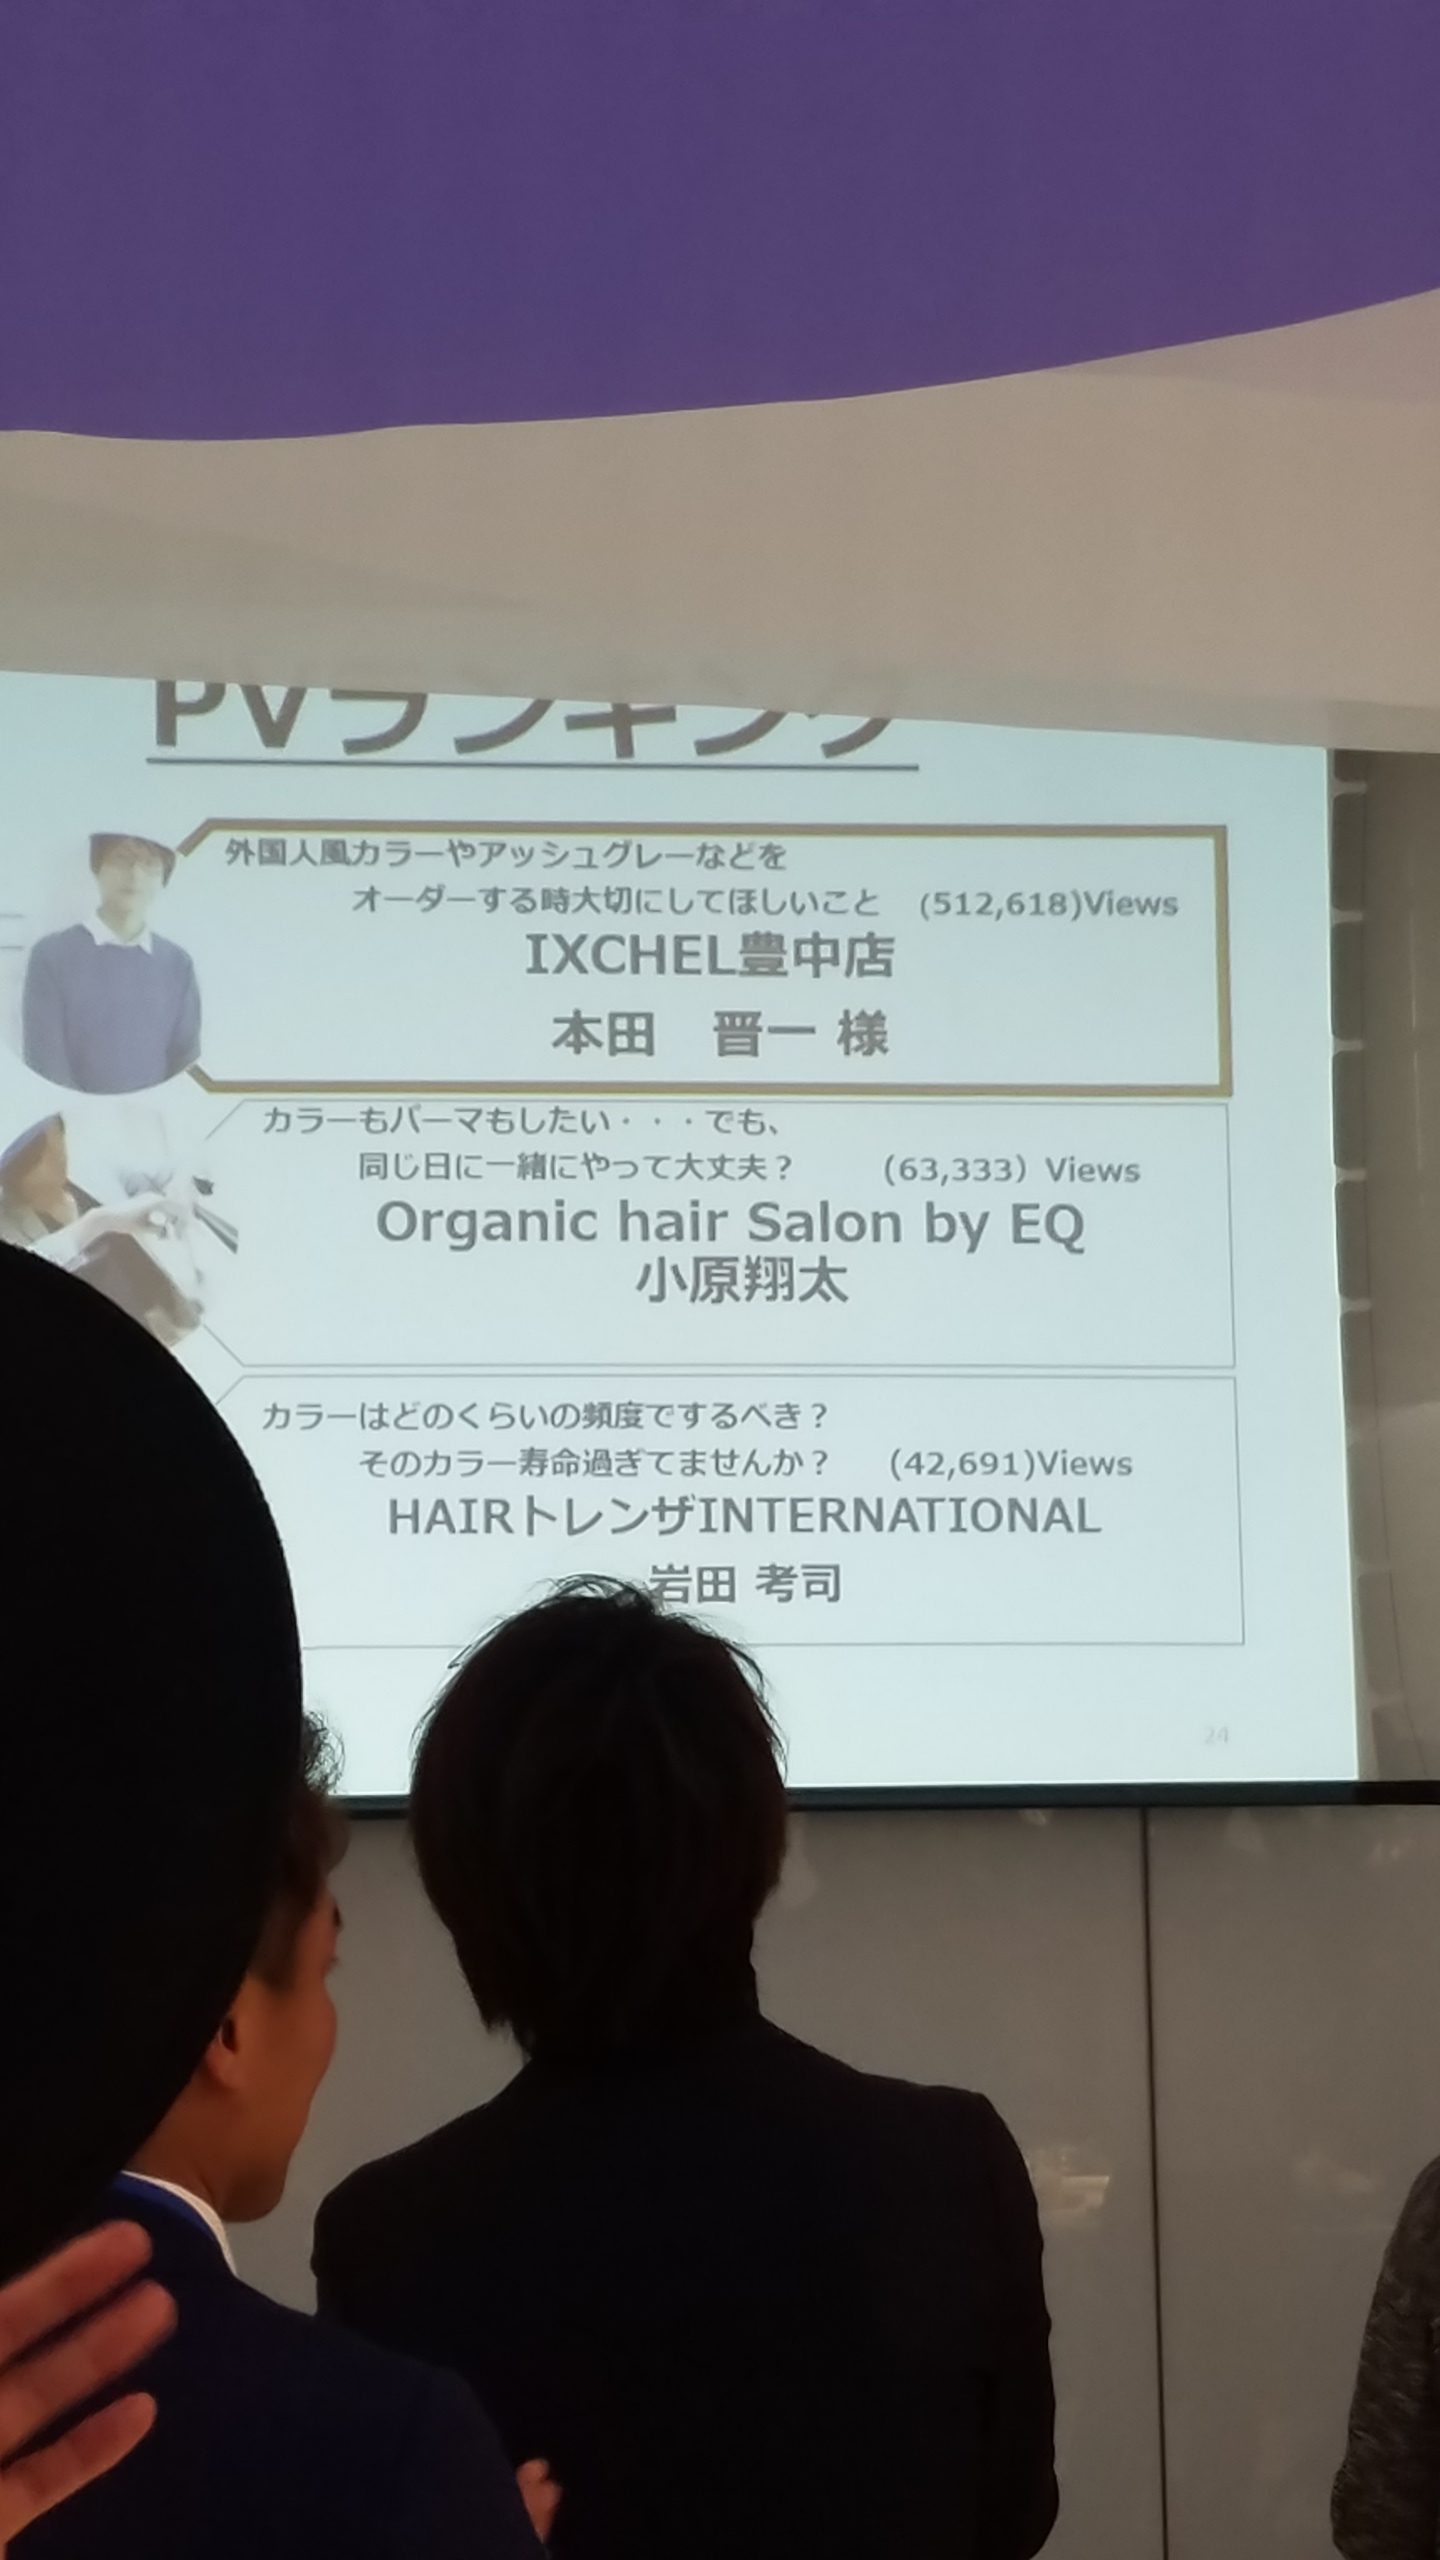 PVランキング
外国人風カラーやアッシュグレーなどを
オーダーする時大切にしてほしいこと (512,618)Views
IXCHEL豊中店
本田　晋一 様
カラーもパーマもしたい・・・でも、
同じ日に一緒にやって大丈夫？ (63,333）Views
Organic hair Salon by EQ
小原翔太
カラーはどのくらいの頻度でするべき？
そのカラー寿命過ぎてませんか？ (42,691)Views
HAIRトレンザINTERNATIONAL
岩田 考司
24